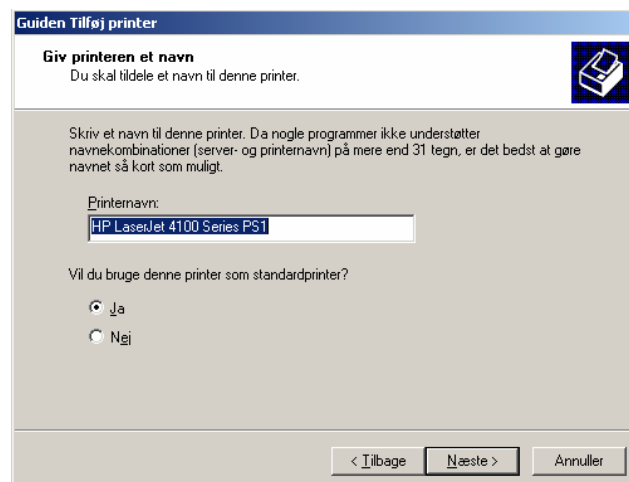 Guiden Tilføj printer
Giv printeren et navn
Du skal tildele et navn til denne printer.
Skriv et navn til denne printer. Da nogle programmer ikke understøtter
navnekombinationer (server- og printernavn) på mere end 31 tegn, er det bedst at gøre
navnet så kort som muligt.
Printernavn:
HP LaserJet 4100 Series PS1
Vil du bruge denne printer som standardprinter?
Ja
Nej
< Tilbage Næste > Annuller